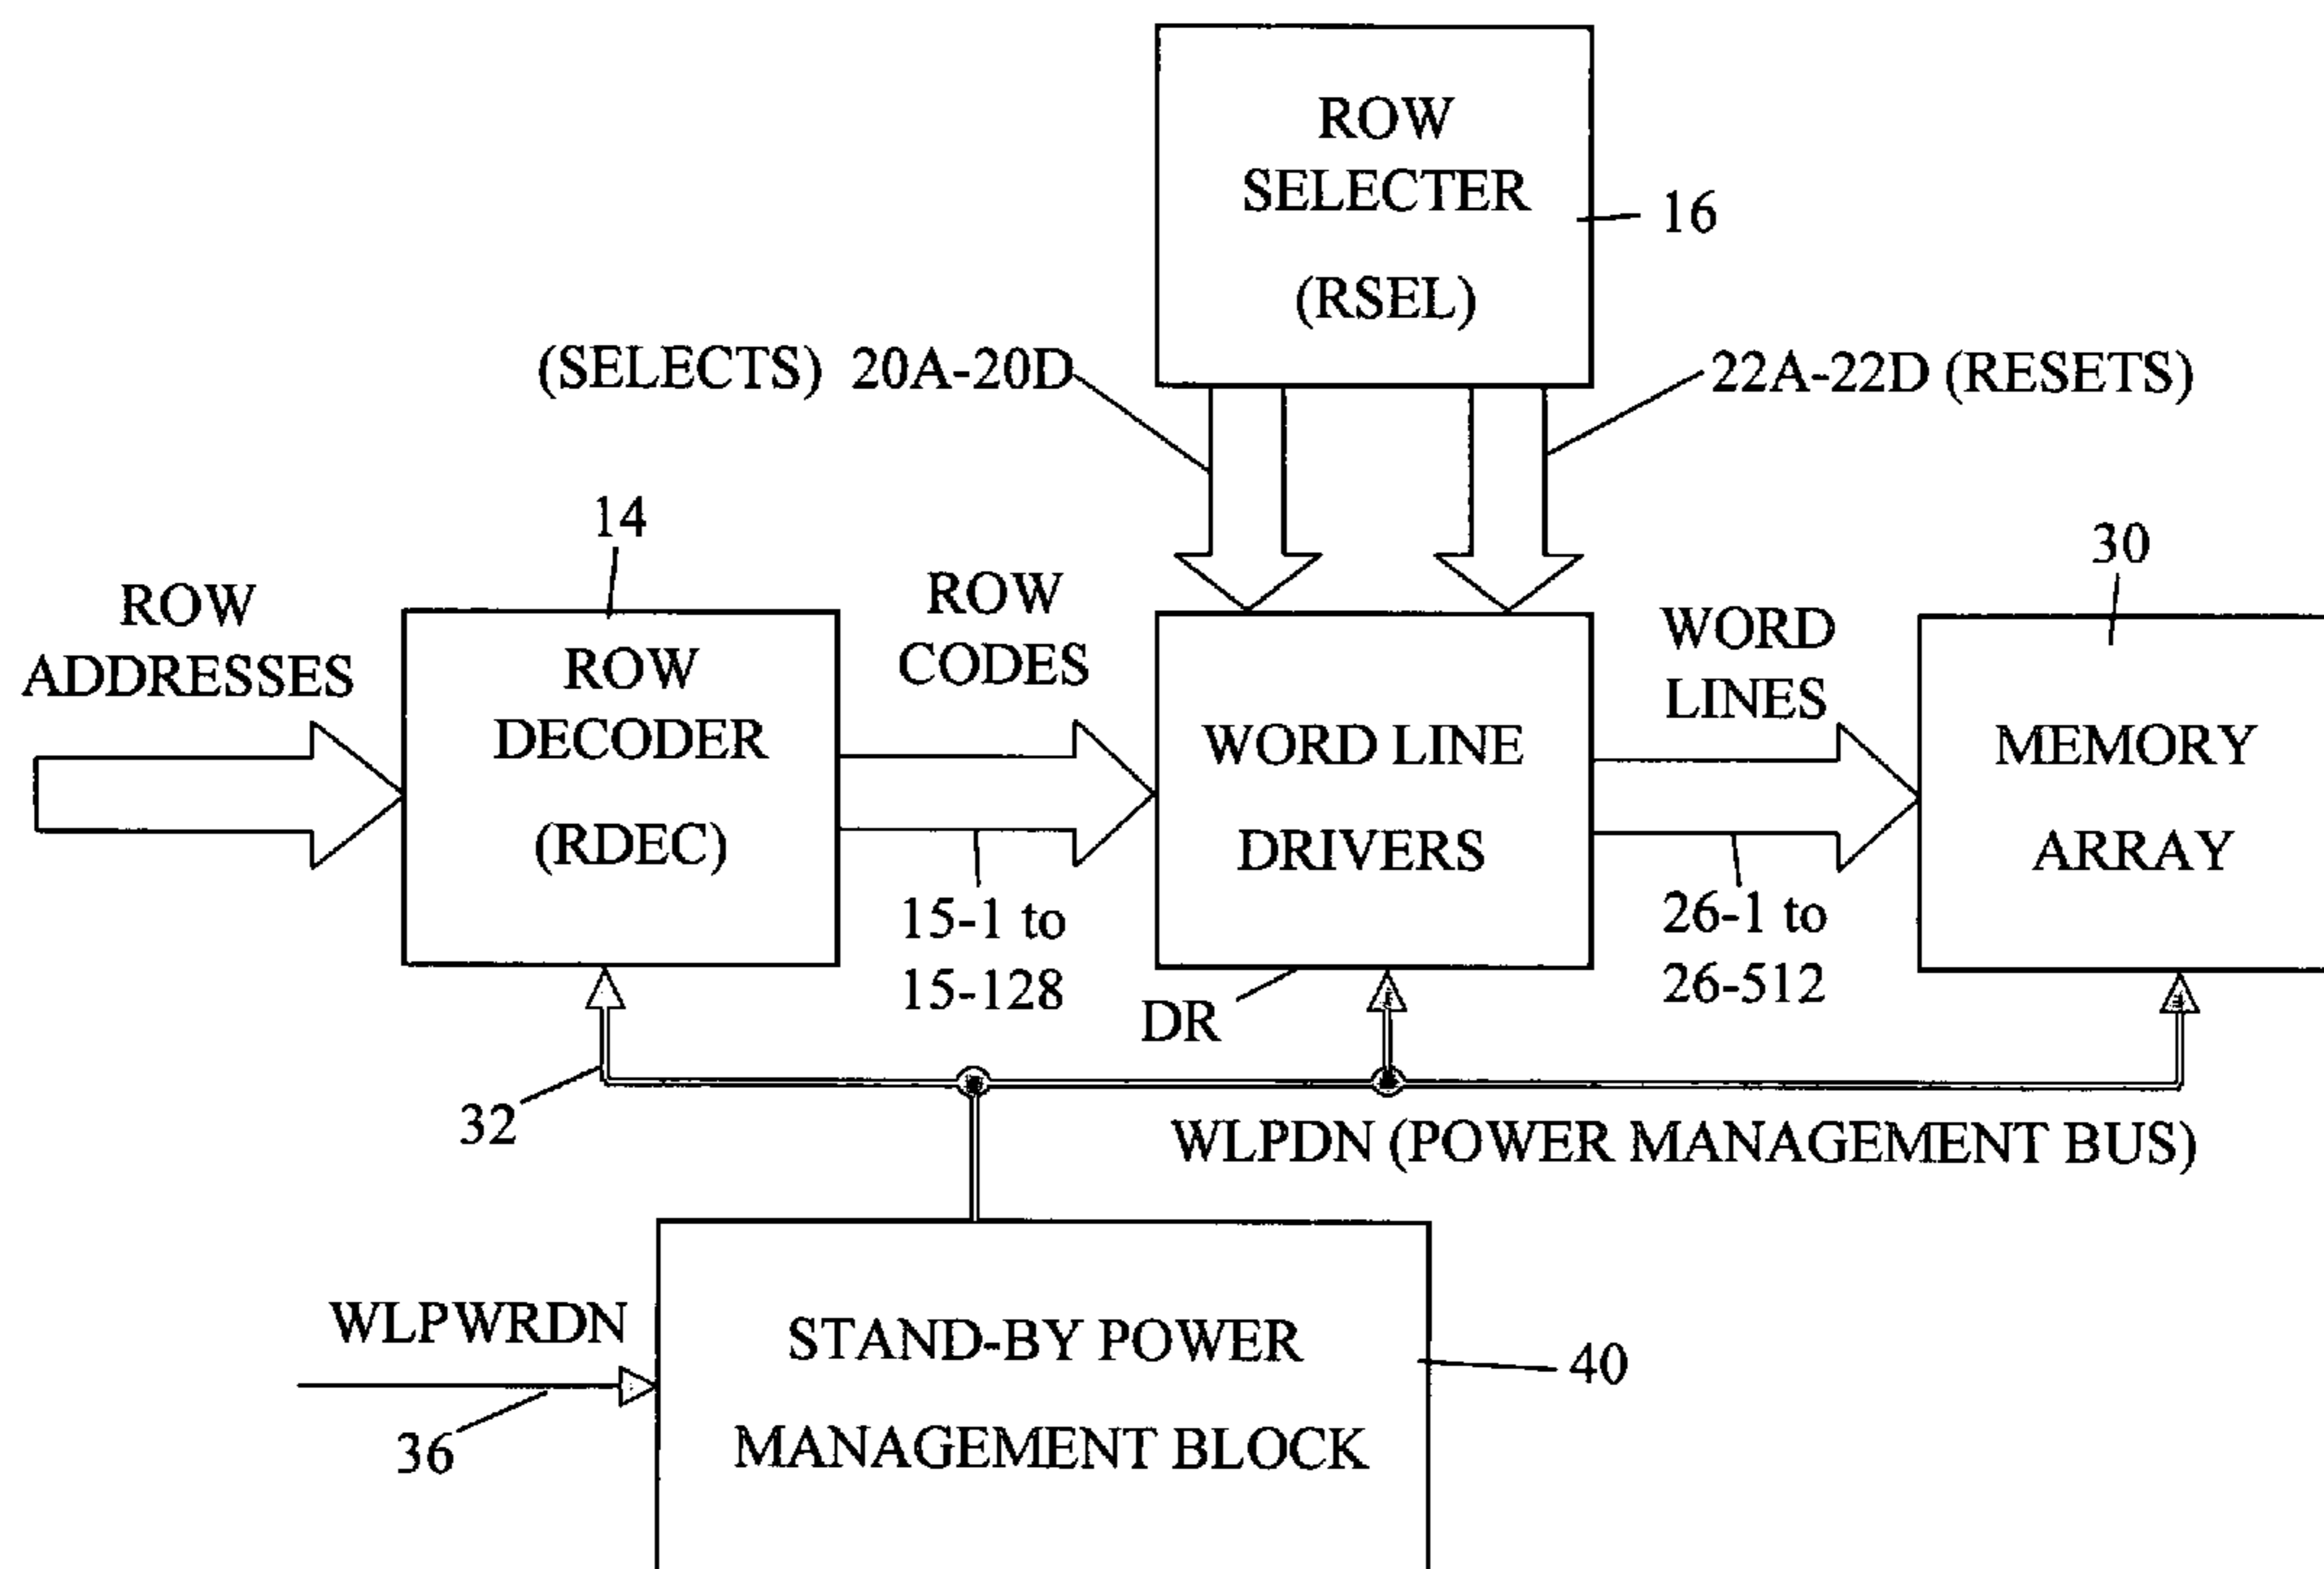 ROW
SELECTER
(RSEL)
16
(SELECTS) 20A-20D
22A-22D (RESETS)
14
30
ROW
ADDRESSES
ROW
DECODER
(RDEC)
ROW
CODES
15-1 to
15-128
WORD LINE
DRIVERS
DR
WORD
LINES
26-1 to
26-512
MEMORY
ARRAY
32
WLPDN (POWER MANAGEMENT BUS)
WLPWRDN
36
STAND-BY POWER
MANAGEMENT BLOCK
40